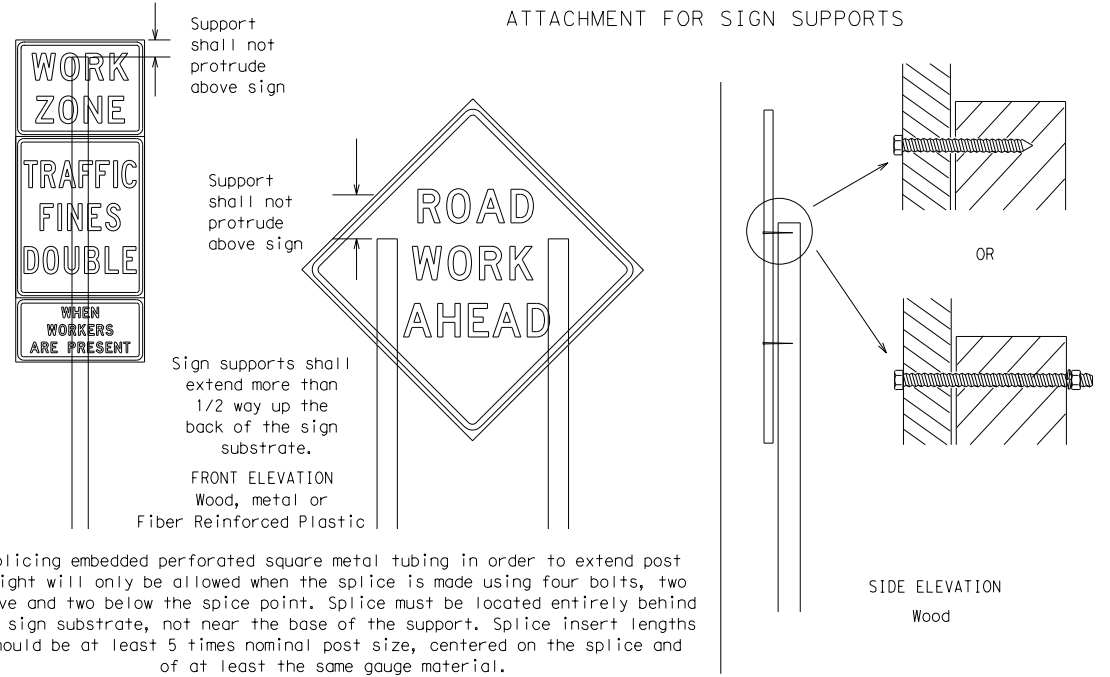 ATTACHMENT FOR SIGN SUPPORTS
Support
shall not
protrude
above sign
WORK
ZONE
TRAFFIC
FINES
DOUBLE
WHEN
WORKERS
ARE PRESENT
Support
shall not
protrude
above sign
ROAD
WORK
AHEAD
Sign supports shall
extend more than
1/2 way up the
back of the sign
substrate.
FRONT ELEVATION
Wood, metal or
Fiber Reinforced Plastic
OR
SIDE ELEVATION
Wood
plicing embedded perforated square metal tubing in order to extend post
ight will only be allowed when the splice is made using four bolts, two
ve and two below the spice point. Splice must be located entirely behind
sign substrate, not near the base of the support. Splice insert lengths
hould be at least 5 times nominal post size, centered on the splice and
of at least the same gauge material.